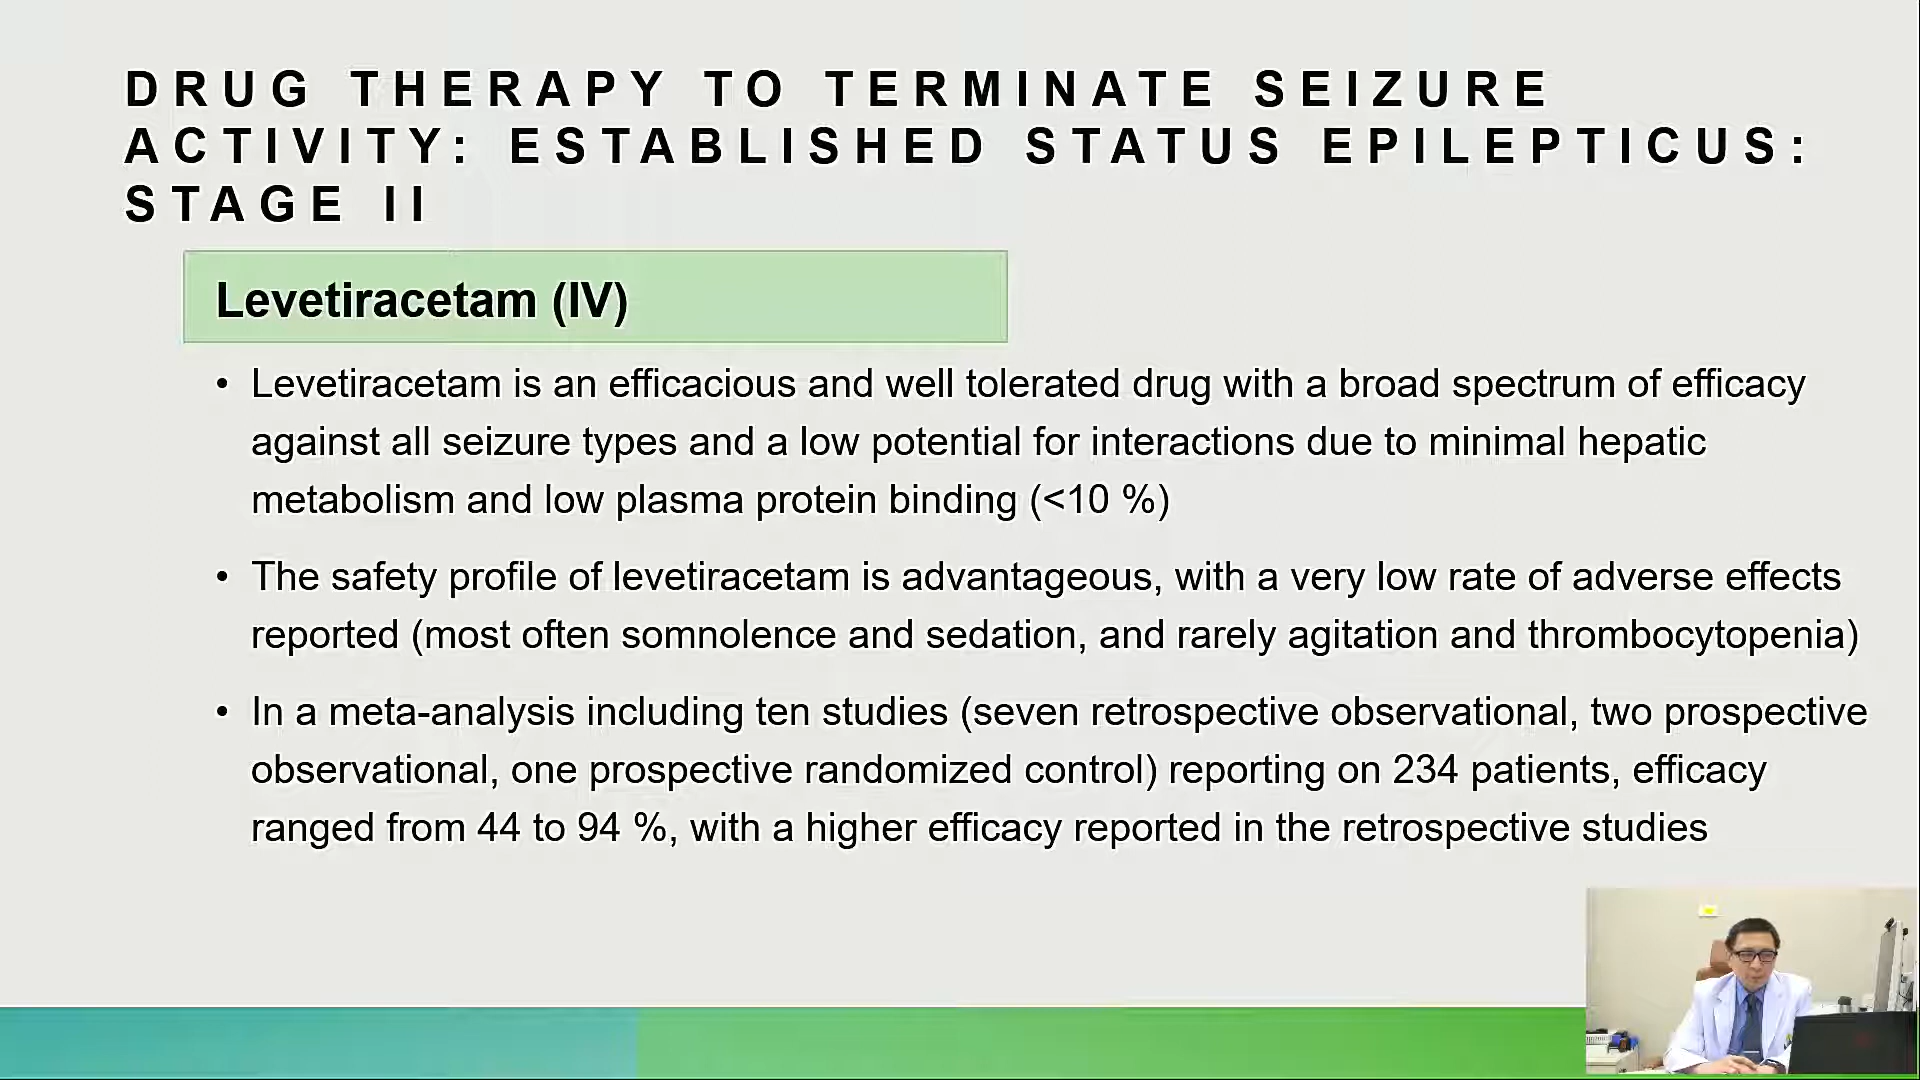 DRUG THERAPY TO TERMINATE SEIZURE
ACTIVITY: ESTABLISHED STATUS EPILEPTICUS:
STAGE II
Levetiracetam (IV)
• Levetiracetam is an efficacious and well tolerated drug with a broad spectrum of efficacy
against all seizure types and a low potential for interactions due to minimal hepatic
metabolism and low plasma protein binding (<10 %)
• The safety profile of levetiracetam is advantageous, with a very low rate of adverse effects
reported (most often somnolence and sedation, and rarely agitation and thrombocytopenia)
• In a meta-analysis including ten studies (seven retrospective observational, two prospective
observational, one prospective randomized control) reporting on 234 patients, efficacy
ranged from 44 to 94 %, with a higher efficacy reported in the retrospective studies